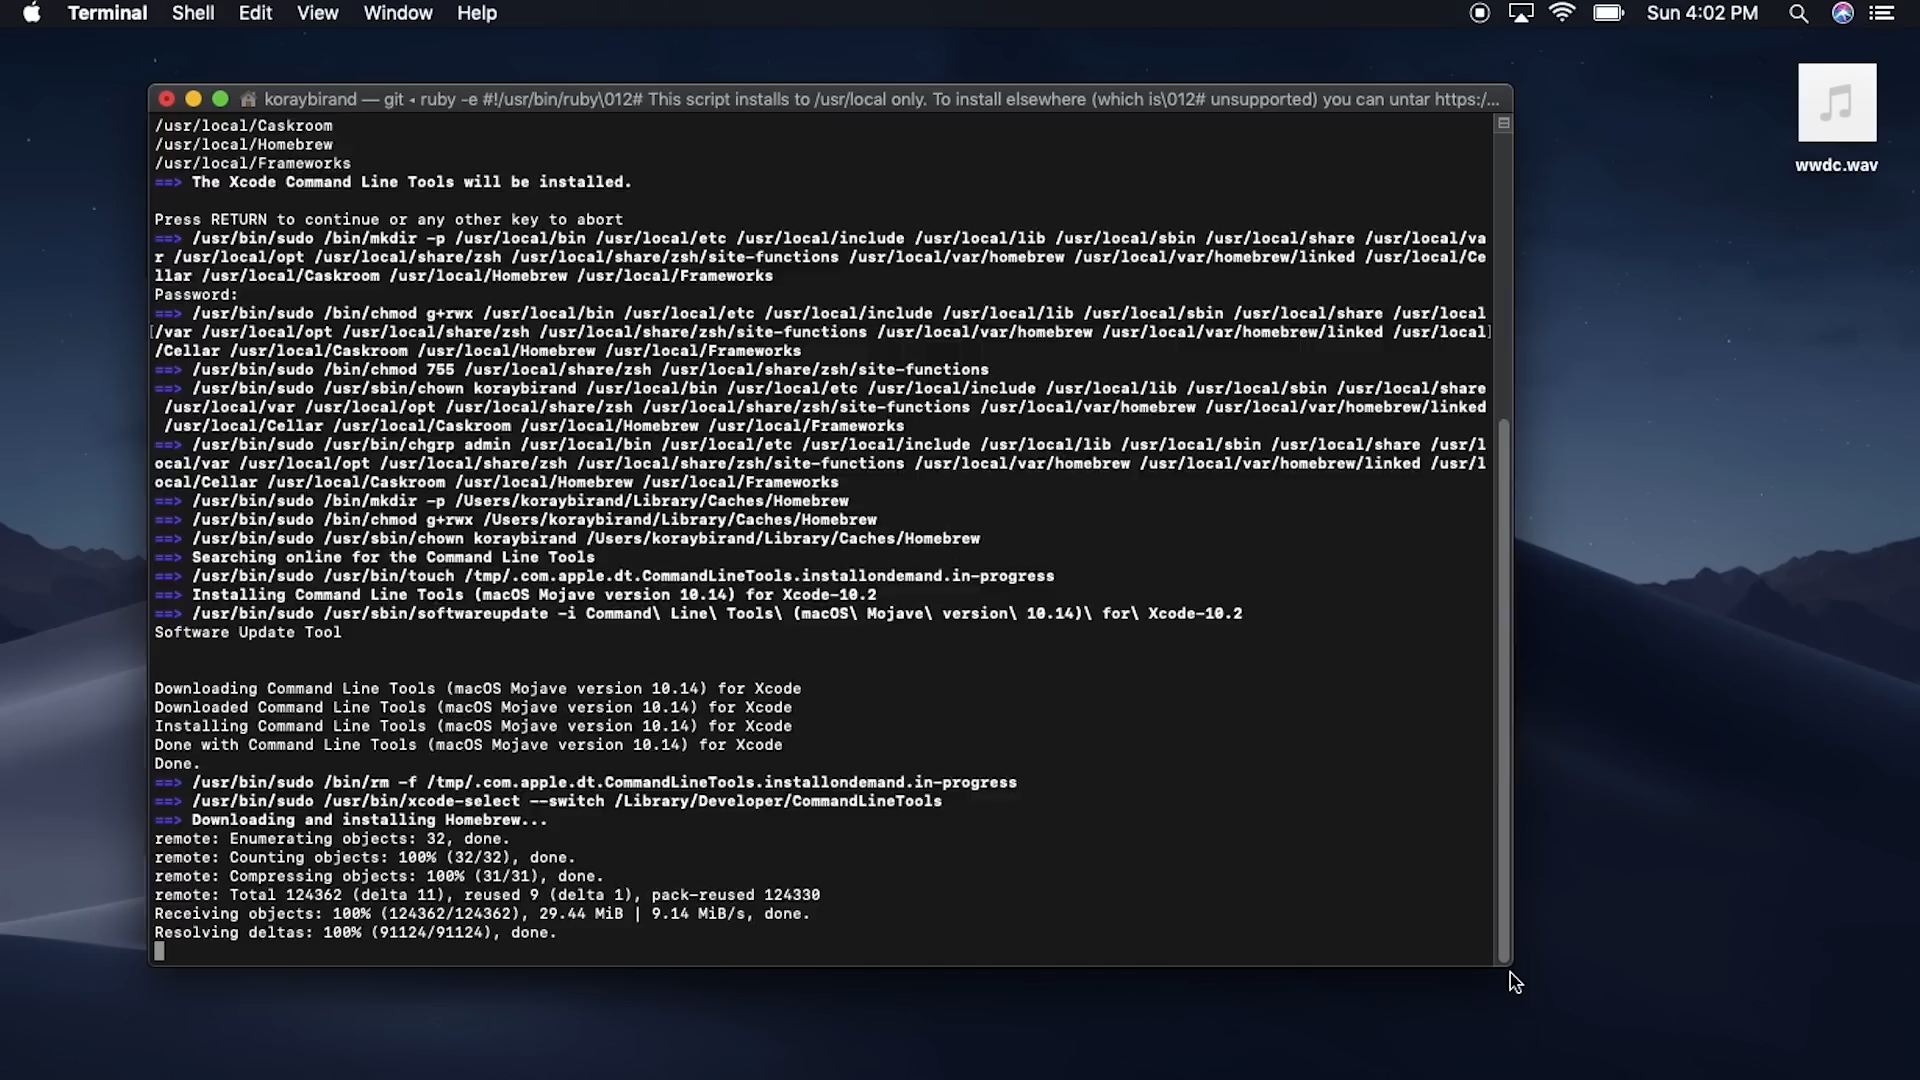 Terminal Shell Edit View Window Help Sun 4:02 PM
koraybirand — git ◂ ruby -e #!/usr/bin/ruby\012# This script installs to /usr/local only. To install elsewhere (which is\012# unsupported) you can untar https:/...
wwdc.wav
/usr/local/Caskroom
/usr/local/Homebrew
/usr/local/Frameworks
==> The Xcode Command Line Tools will be installed.
Press RETURN to continue or any other key to abort
==> /usr/bin/sudo /bin/mkdir -p /usr/local/bin /usr/local/etc /usr/local/include /usr/local/lib /usr/local/sbin /usr/local/share /usr/local/va
r /usr/local/opt /usr/local/share/zsh /usr/local/share/zsh/site-functions /usr/local/var/homebrew /usr/local/var/homebrew/linked /usr/local/Ce
llar /usr/local/Caskroom /usr/local/Homebrew /usr/local/Frameworks
Password:
==> /usr/bin/sudo /bin/chmod g+rwx /usr/local/bin /usr/local/etc /usr/local/include /usr/local/lib /usr/local/sbin /usr/local/share /usr/local
[/var /usr/local/opt /usr/local/share/zsh /usr/local/share/zsh/site-functions /usr/local/var/homebrew /usr/local/var/homebrew/linked /usr/local]
/Cellar /usr/local/Caskroom /usr/local/Homebrew /usr/local/Frameworks
==> /usr/bin/sudo /bin/chmod 755 /usr/local/share/zsh /usr/local/share/zsh/site-functions
==> /usr/bin/sudo /usr/sbin/chown koraybirand /usr/local/bin /usr/local/etc /usr/local/include /usr/local/lib /usr/local/sbin /usr/local/share
/usr/local/var /usr/local/opt /usr/local/share/zsh /usr/local/share/zsh/site-functions /usr/local/var/homebrew /usr/local/var/homebrew/linked
/usr/local/Cellar /usr/local/Caskroom /usr/local/Homebrew /usr/local/Frameworks
==> /usr/bin/sudo /usr/bin/chgrp admin /usr/local/bin /usr/local/etc /usr/local/include /usr/local/lib /usr/local/sbin /usr/local/share /usr/l
ocal/var /usr/local/opt /usr/local/share/zsh /usr/local/share/zsh/site-functions /usr/local/var/homebrew /usr/local/var/homebrew/linked /usr/l
ocal/Cellar /usr/local/Caskroom /usr/local/Homebrew /usr/local/Frameworks
==> /usr/bin/sudo /bin/mkdir -p /Users/koraybirand/Library/Caches/Homebrew
==> /usr/bin/sudo /bin/chmod g+rwx /Users/koraybirand/Library/Caches/Homebrew
==> /usr/bin/sudo /usr/sbin/chown koraybirand /Users/koraybirand/Library/Caches/Homebrew
==> Searching online for the Command Line Tools
==> /usr/bin/sudo /usr/bin/touch /tmp/.com.apple.dt.CommandLineTools.installondemand.in-progress
==> Installing Command Line Tools (macOS Mojave version 10.14) for Xcode-10.2
==> /usr/bin/sudo /usr/sbin/softwareupdate -i Command\ Line\ Tools\ (macOS\ Mojave\ version\ 10.14)\ for\ Xcode-10.2
Software Update Tool
Downloading Command Line Tools (macOS Mojave version 10.14) for Xcode
Downloaded Command Line Tools (macOS Mojave version 10.14) for Xcode
Installing Command Line Tools (macOS Mojave version 10.14) for Xcode
Done with Command Line Tools (macOS Mojave version 10.14) for Xcode
Done.
==> /usr/bin/sudo /bin/rm -f /tmp/.com.apple.dt.CommandLineTools.installondemand.in-progress
==> /usr/bin/sudo /usr/bin/xcode-select --switch /Library/Developer/CommandLineTools
==> Downloading and installing Homebrew...
remote: Enumerating objects: 32, done.
remote: Counting objects: 100% (32/32), done.
remote: Compressing objects: 100% (31/31), done.
remote: Total 124362 (delta 11), reused 9 (delta 1), pack-reused 124330
Receiving objects: 100% (124362/124362), 29.44 MiB | 9.14 MiB/s, done.
Resolving deltas: 100% (91124/91124), done.